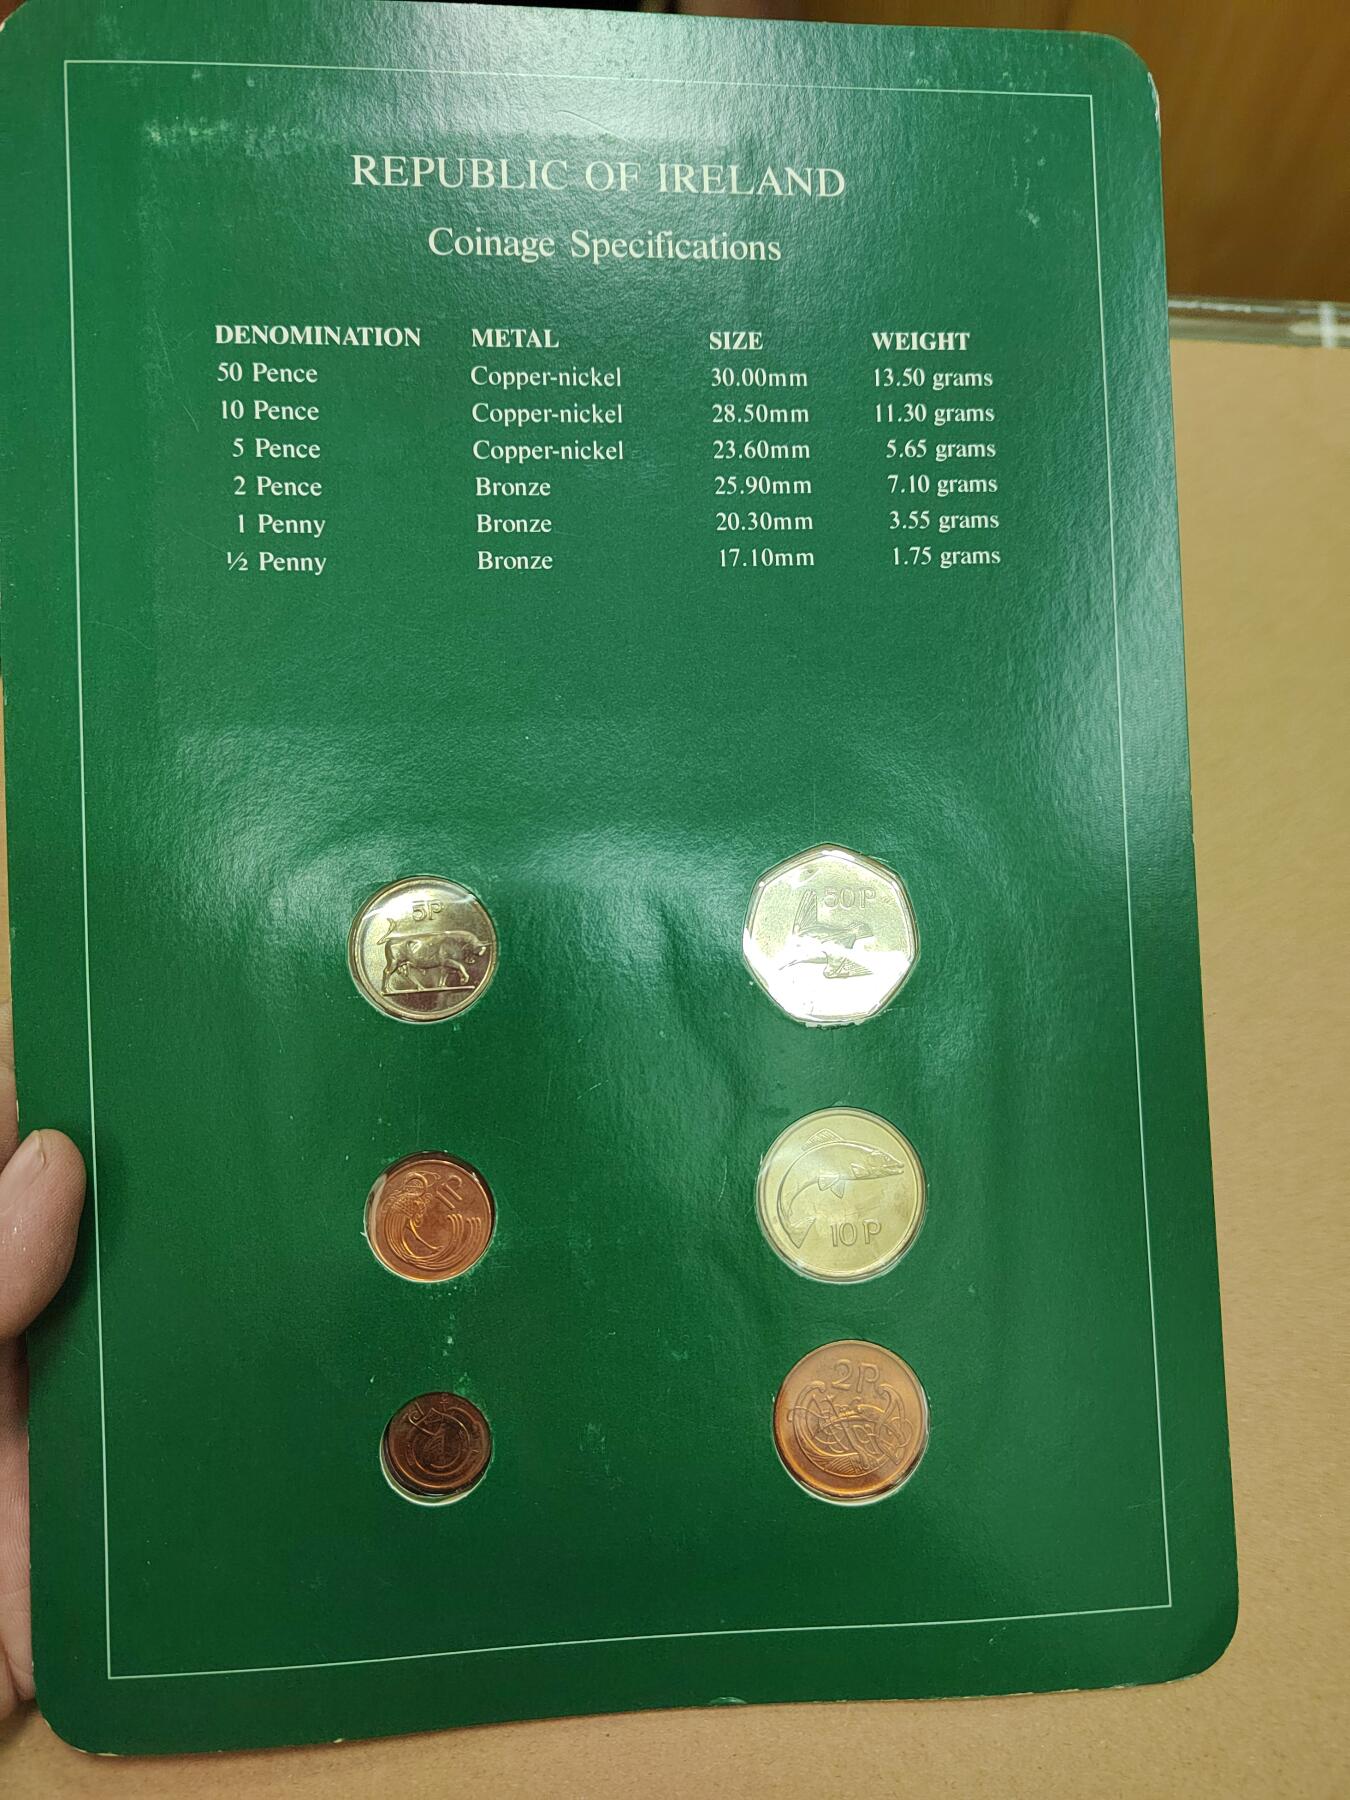 REPUBLIC OF IRELAND
Coinage Specifications
DENOMINATION METAL SIZE WEIGHT
50 Pence Copper-nickel 30.00mm 13.50 grams
10 Pence Copper-nickel 28.50mm 11.30 grams
5 Pence Copper-nickel 23.60mm 5.65 grams
2 Pence Bronze 25.90mm 7.10 grams
1 Penny Bronze 20.30mm 3.55 grams
½ Penny Bronze 17.10mm 1.75 grams
5P
50P
1P
10P
2P